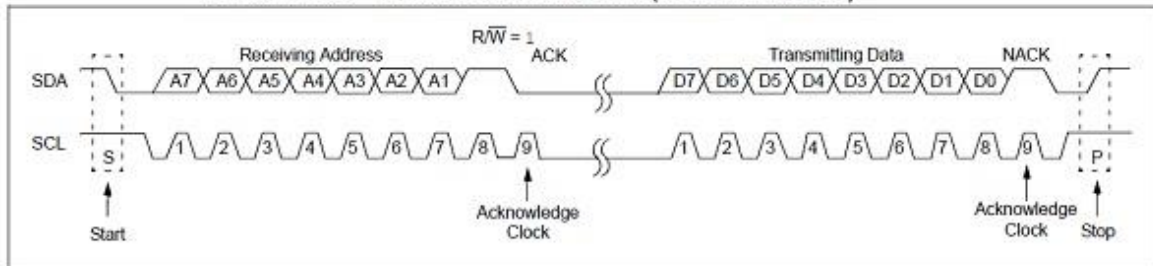 R/W = 1
Receiving Address ACK Transmitting Data NACK
SDA A7 A6 A5 A4 A3 A2 A1 D7 D6 D5 D4 D3 D2 D1 D0
SCL S 1 2 3 4 5 6 7 8 9 1 2 3 4 5 6 7 8 9 P
Start Acknowledge Clock Acknowledge Clock Stop